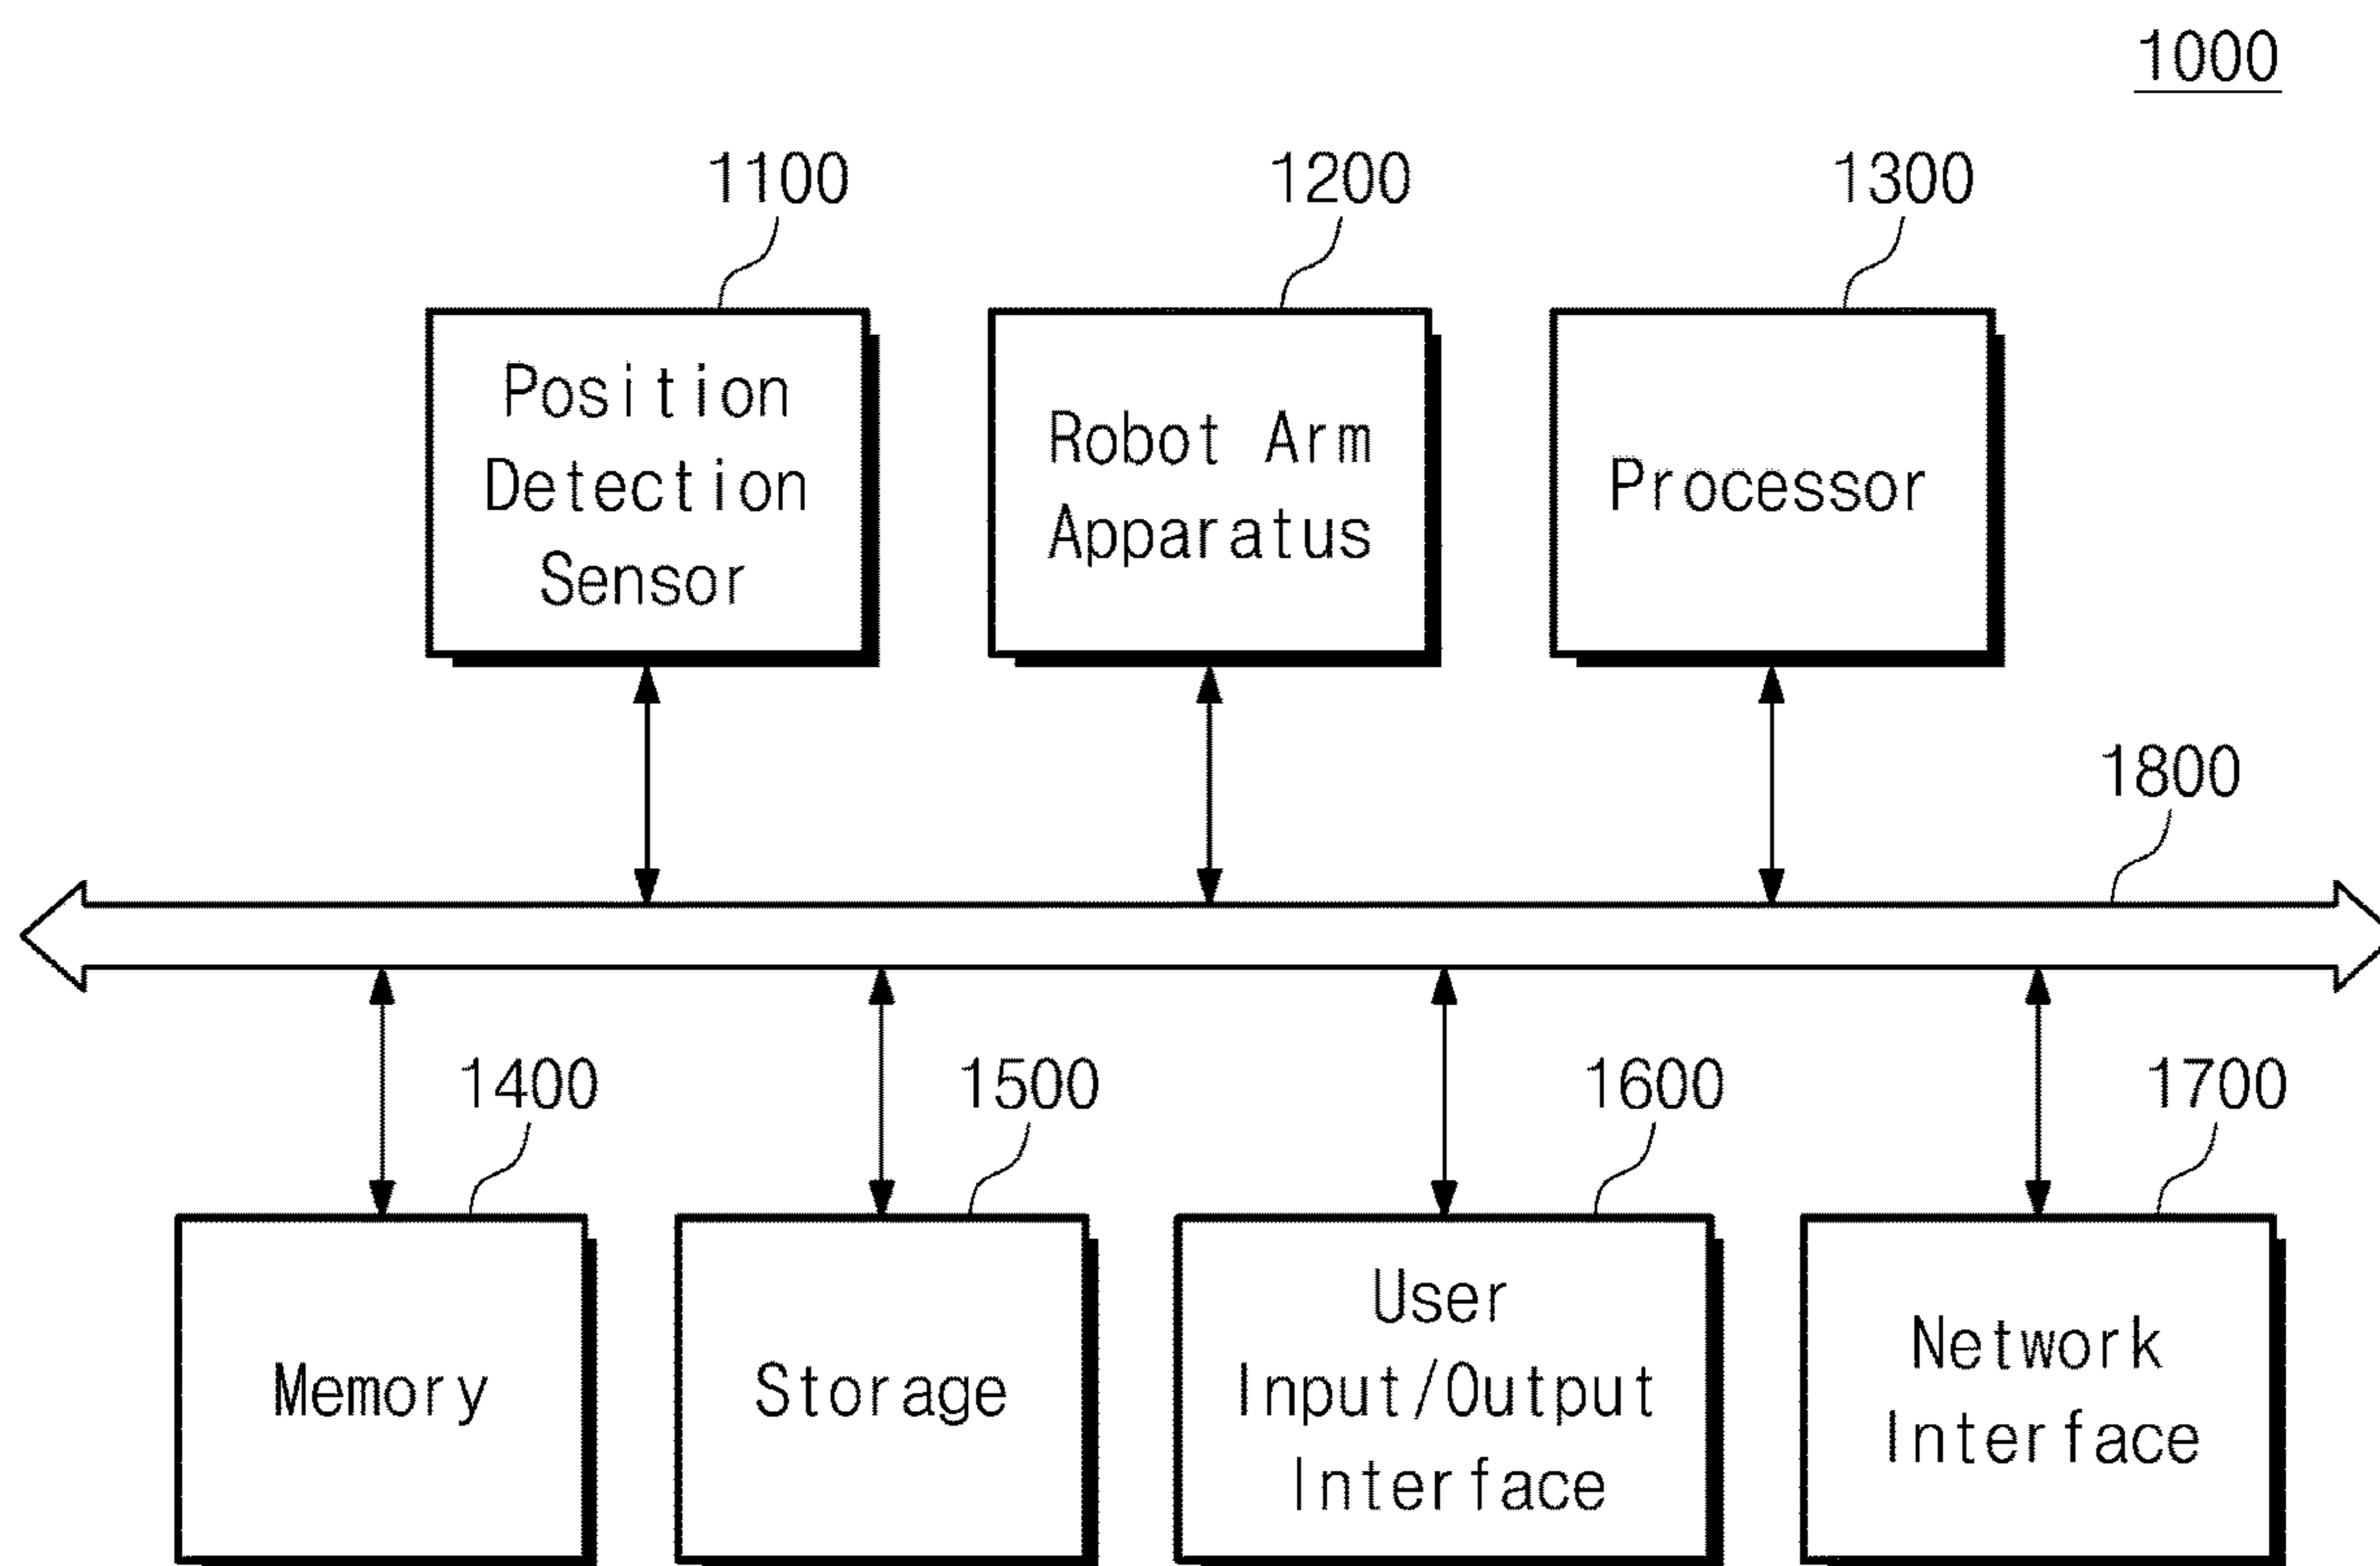 1000
1100
1200
1300
Position
Detection
Sensor
Robot Arm
Apparatus
Processor
1800
1400
1500
1600
1700
Memory
Storage
User
Input/Output
Interface
Network
Interface